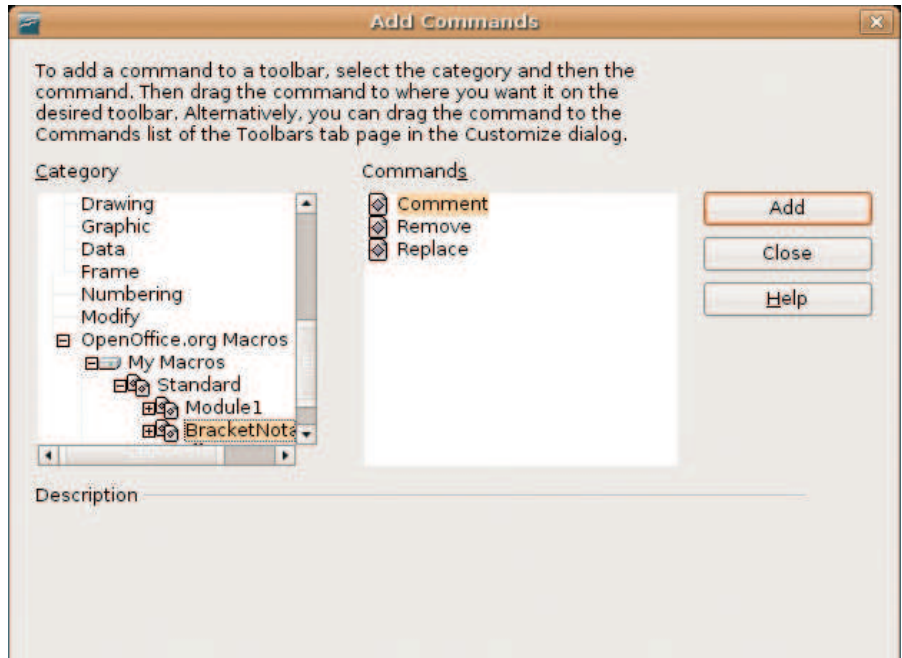 Add Commands
To add a command to a toolbar, select the category and then the
command. Then drag the command to where you want it on the
desired toolbar. Alternatively, you can drag the command to the
Commands list of the Toolbars tab page in the Customize dialog.
Category
Drawing
Graphic
Data
Frame
Numbering
Modify
OpenOffice.org Macros
My Macros
Standard
Module1
BracketNota
Commands
Comment
Remove
Replace
Add
Close
Help
Description